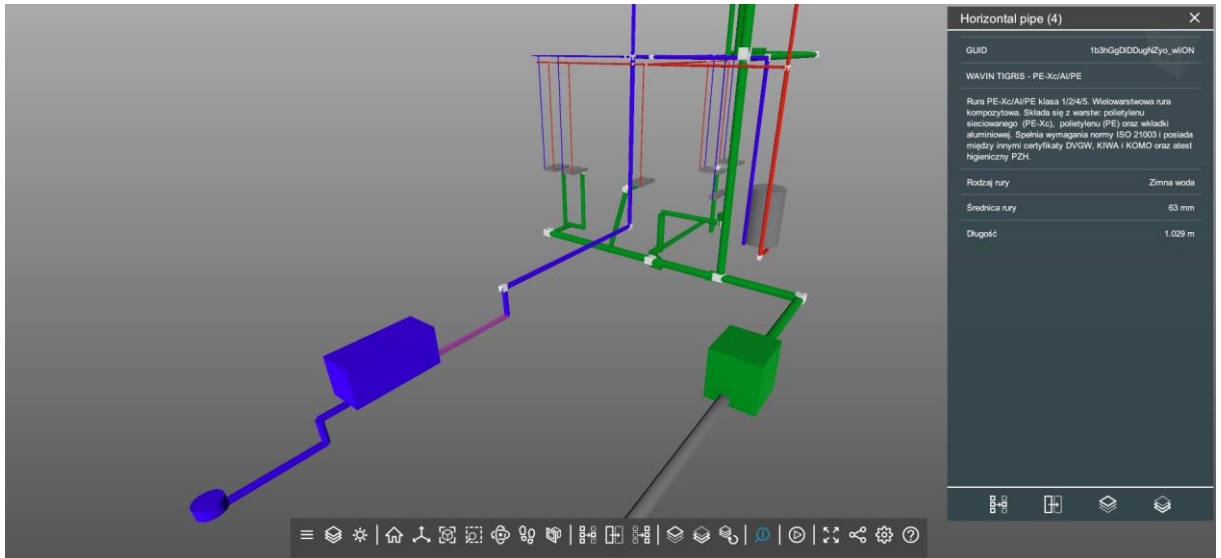 Horizontal pipe (4)
GUID 1b3hGgDlDDugNZyo_wliON
WAVIN TIGRIS - PE-Xc/Al/PE
Rura PE-Xc/Al/PE klasa 1/2/4/5. Wielowarstwowa rura
kompozytowa. Składa się z warstw: polietylenu
sieciowanego (PE-Xc), polietylenu (PE) oraz wkładki
aluminiowej. Spełnia wymagania normy ISO 21003 i posiada
między innymi certyfikaty DVGW, KIWA i KOMO oraz atest
higieniczny PZH.
Rodzaj rury Zimna woda
Średnica rury 63 mm
Długość 1.029 m